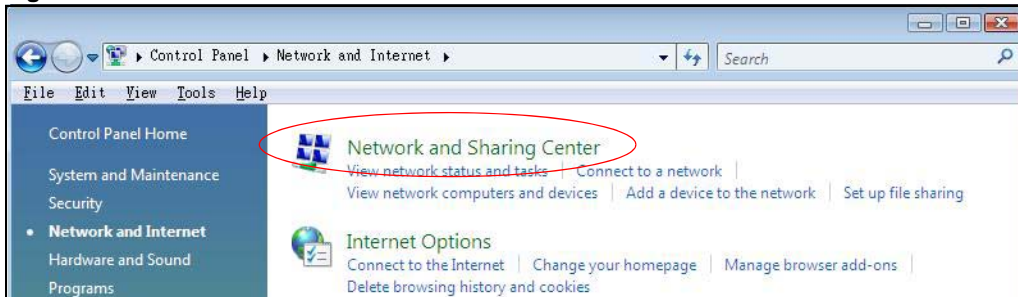 Control Panel ▸ Network and Internet ▸
Search
File Edit View Tools Help
Control Panel Home
System and Maintenance
Security
• Network and Internet
Hardware and Sound
Programs
Network and Sharing Center
View network status and tasks | Connect to a network |
View network computers and devices | Add a device to the network | Set up file sharing
Internet Options
Connect to the Internet | Change your homepage | Manage browser add-ons |
Delete browsing history and cookies